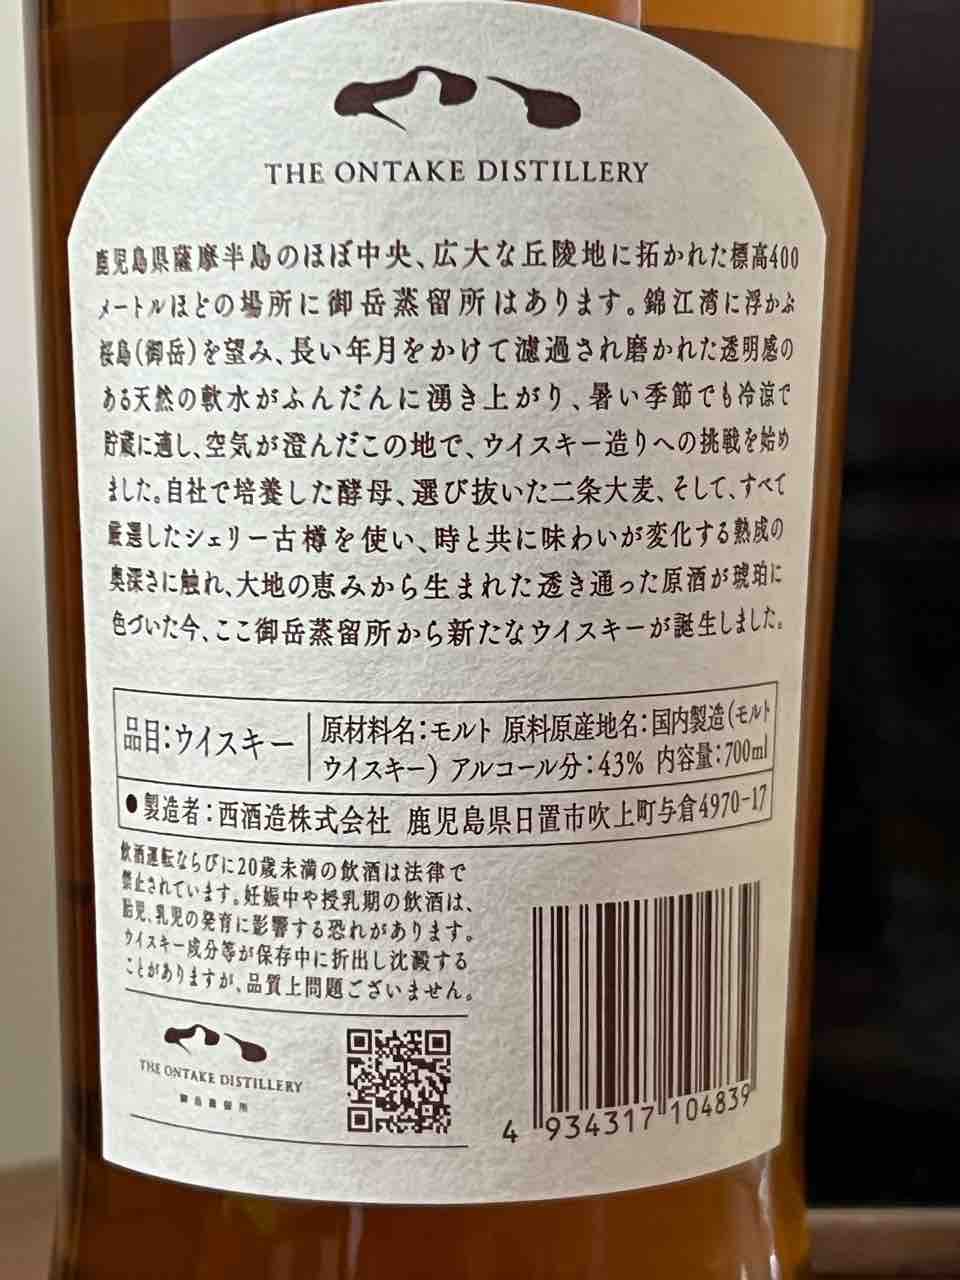 THE ONTAKE DISTILLERY
鹿児島県薩摩半島のほぼ中央、広大な丘陵地に拓かれた標高400
メートルほどの場所に御岳蒸留所はあります。錦江湾に浮かぶ
桜島(御岳)を望み、長い年月をかけて濾過され磨かれた透明感の
ある天然の軟水がふんだんに湧き上がり、暑い季節でも冷涼で
貯蔵に適し、空気が澄んだこの地で、ウイスキー造りへの挑戦を始め
ました。自社で培養した酵母、選び抜いた二条大麦、そして、すべて
厳選したシェリー古樽を使い、時と共に味わいが変化する熟成の
奥深さに触れ、大地の恵みから生まれた透き通った原酒が琥珀に
色づいた今、ここ御岳蒸留所から新たなウイスキーが誕生しました。
品目:ウイスキー
原材料名:モルト 原料原産地名:国内製造(モルト
ウイスキー) アルコール分:43% 内容量:700ml
●製造者:西酒造株式会社 鹿児島県日置市吹上町与倉4970-17
飲酒運転ならびに20歳未満の飲酒は法律で
禁止されています。妊娠中や授乳期の飲酒は、
胎児、乳児の発育に影響する恐れがあります。
ウイスキー成分等が保存中に折出し沈澱する
ことがありますが、品質上問題ございません。
THE ONTAKE DISTILLERY
御岳蒸留所
4 934317 104839